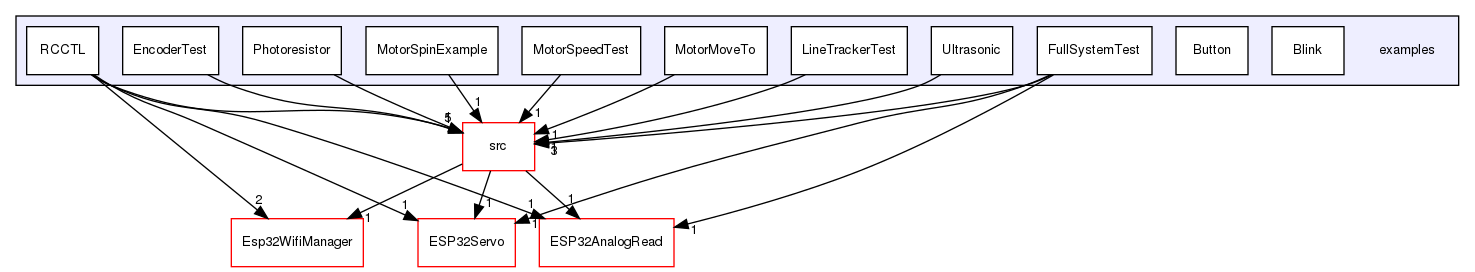 RCCTL
EncoderTest
Photoresistor
MotorSpinExample
MotorSpeedTest
MotorMoveTo
LineTrackerTest
Ultrasonic
FullSystemTest
Button
Blink
examples
1
1
1
3
src
2
1
1
1
1
1
1
1
Esp32WifiManager
ESP32Servo
ESP32AnalogRead